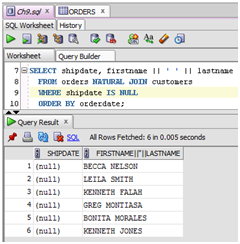 Ch9.sql ORDERS
SQL Worksheet History
Worksheet Query Builder
7 SELECT shipdate, firstname || ' ' || lastname
8 FROM orders NATURAL JOIN customers
9 WHERE shipdate IS NULL
10 ORDER BY orderdate;
Query Result
SQL | All Rows Fetched: 6 in 0.005 seconds
SHIPDATE FIRSTNAME||''||LASTNAME
1 (null) BECCA NELSON
2 (null) LEILA SMITH
3 (null) KENNETH FALAH
4 (null) GREG MONTIASA
5 (null) BONITA MORALES
6 (null) KENNETH JONES